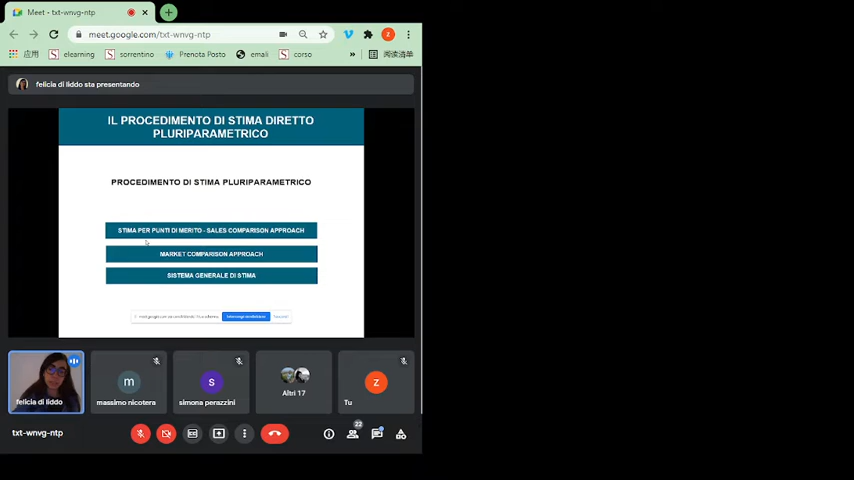 Meet - txt-wnvg-ntp
meet.google.com/txt-wnvg-ntp
z
应用
S elearning
S sorrentino
Prenota Posto
emali
S corso
»
阅读清单
felicia di liddo sta presentando
IL PROCEDIMENTO DI STIMA DIRETTO
PLURIPARAMETRICO
PROCEDIMENTO DI STIMA PLURIPARAMETRICO
STIMA PER PUNTI DI MERITO - SALES COMPARISON APPROACH
MARKET COMPARISON APPROACH
SISTEMA GENERALE DI STIMA
m
s
z
felicia di liddo
massimo nicotera
simona perazzini
Altri 17
Tu
22
txt-wnvg-ntp